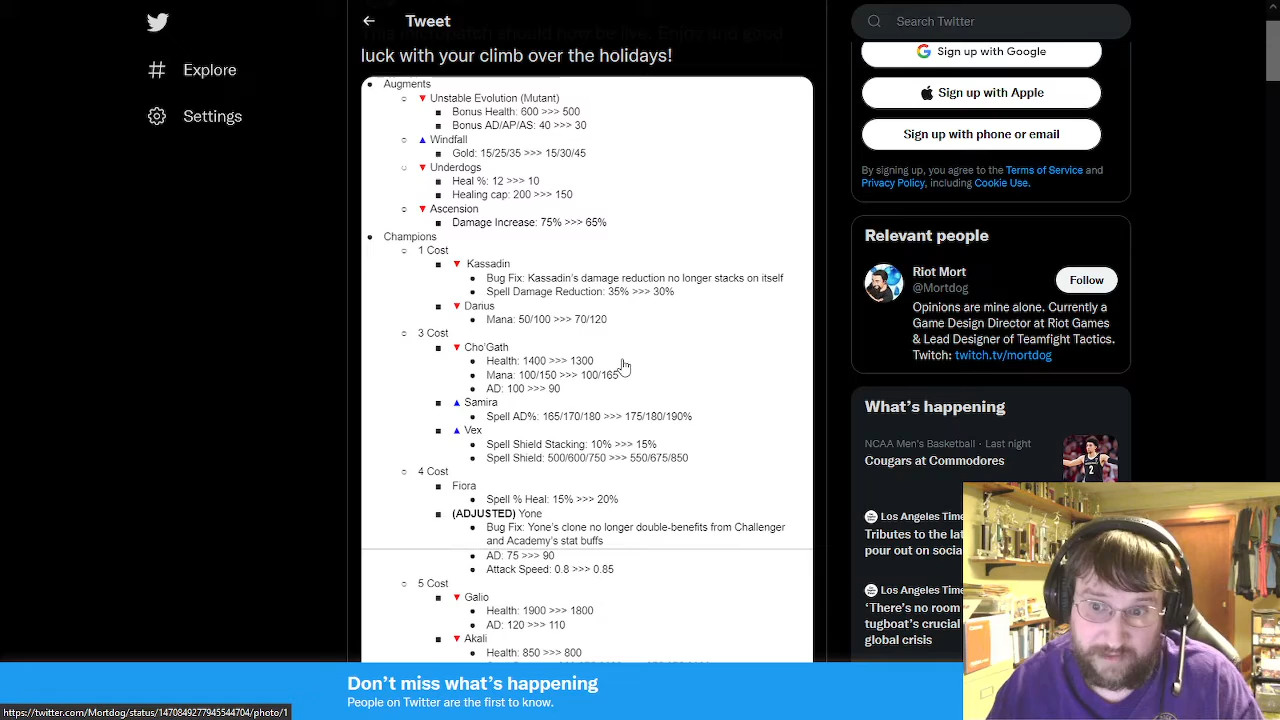 Tweet
This micropatch should now be live. Enjoy and good
luck with your climb over the holidays!
Explore
Settings
Augments
Unstable Evolution (Mutant)
Bonus Health: 600 >>> 500
Bonus AD/AP/AS: 40 >>> 30
Windfall
Gold: 15/25/35 >>> 15/30/45
Underdogs
Heal %: 12 >>> 10
Healing cap: 200 >>> 150
Ascension
Damage Increase: 75% >>> 65%
Champions
1 Cost
Kassadin
Bug Fix: Kassadin's damage reduction no longer stacks on itself
Spell Damage Reduction: 35% >>> 30%
Darius
Mana: 50/100 >>> 70/120
3 Cost
Cho'Gath
Health: 1400 >>> 1300
Mana: 100/150 >>> 100/165
AD: 100 >>> 90
Samira
Spell AD%: 165/170/180 >>> 175/180/190%
Vex
Spell Shield Stacking: 10% >>> 15%
Spell Shield: 500/600/750 >>> 550/675/850
4 Cost
Fiora
Spell % Heal: 15% >>> 20%
(ADJUSTED) Yone
Bug Fix: Yone's clone no longer double-benefits from Challenger
and Academy's stat buffs
AD: 75 >>> 90
Attack Speed: 0.8 >>> 0.85
5 Cost
Galio
Health: 1900 >>> 1800
AD: 120 >>> 110
Akali
Health: 850 >>> 800
Search Twitter
Sign up with Google
Sign up with Apple
Sign up with phone or email
By signing up, you agree to the Terms of Service and
Privacy Policy, including Cookie Use.
Relevant people
Riot Mort
@Mortdog
Follow
Opinions are mine alone. Currently a
Game Design Director at Riot Games
& Lead Designer of Teamfight Tactics.
Twitch: twitch.tv/mortdog
What's happening
NCAA Men's Basketball · Last night
Cougars at Commodores
Los Angeles Time
Tributes to the lat
pour out on socia
Los Angeles Time
'There's no room
tugboat's crucial
global crisis
Don't miss what's happening
People on Twitter are the first to know.
https://twitter.com/Mortdog/status/1470849277945544704/photo/1